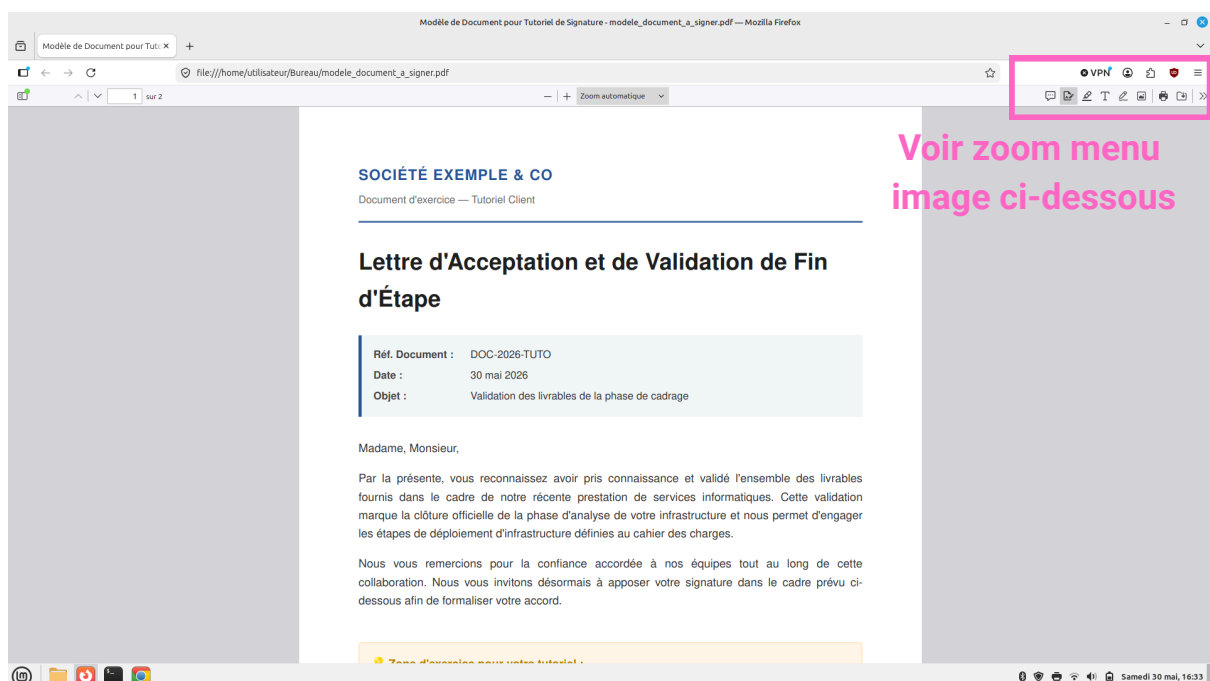 Modèle de Document pour Tutoriel de Signature - modele_document_a_signer.pdf — Mozilla Firefox
Modèle de Document pour Tut
file:///home/utilisateur/Bureau/modele_document_a_signer.pdf
VPN
1 sur 2
Zoom automatique
Voir zoom menu
image ci-dessous
SOCIÉTÉ EXEMPLE & CO
Document d'exercice — Tutoriel Client
Lettre d'Acceptation et de Validation de Fin
d'Étape
Réf. Document : DOC-2026-TUTO
Date : 30 mai 2026
Objet : Validation des livrables de la phase de cadrage
Madame, Monsieur,
Par la présente, vous reconnaissez avoir pris connaissance et validé l'ensemble des livrables
fournis dans le cadre de notre récente prestation de services informatiques. Cette validation
marque la clôture officielle de la phase d'analyse de votre infrastructure et nous permet d'engager
les étapes de déploiement d'infrastructure définies au cahier des charges.
Nous vous remercions pour la confiance accordée à nos équipes tout au long de cette
collaboration. Nous vous invitons désormais à apposer votre signature dans le cadre prévu ci-
dessous afin de formaliser votre accord.
Zone d'exercice pour votre tutoriel :
Samedi 30 mai, 16:33